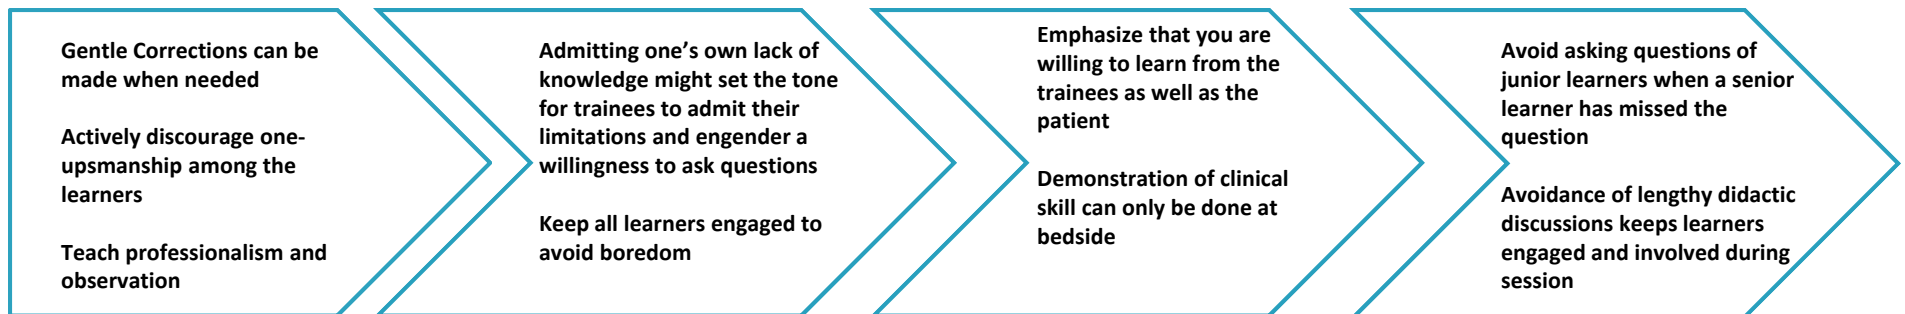 Gentle Corrections can be
made when needed
Actively discourage one-
upsmanship among the
learners
Teach professionalism and
observation
Admitting one’s own lack of
knowledge might set the tone
for trainees to admit their
limitations and engender a
willingness to ask questions
Keep all learners engaged to
avoid boredom
Emphasize that you are
willing to learn from the
trainees as well as the
patient
Demonstration of clinical
skill can only be done at
bedside
Avoid asking questions of
junior learners when a senior
learner has missed the
question
Avoidance of lengthy didactic
discussions keeps learners
engaged and involved during
session